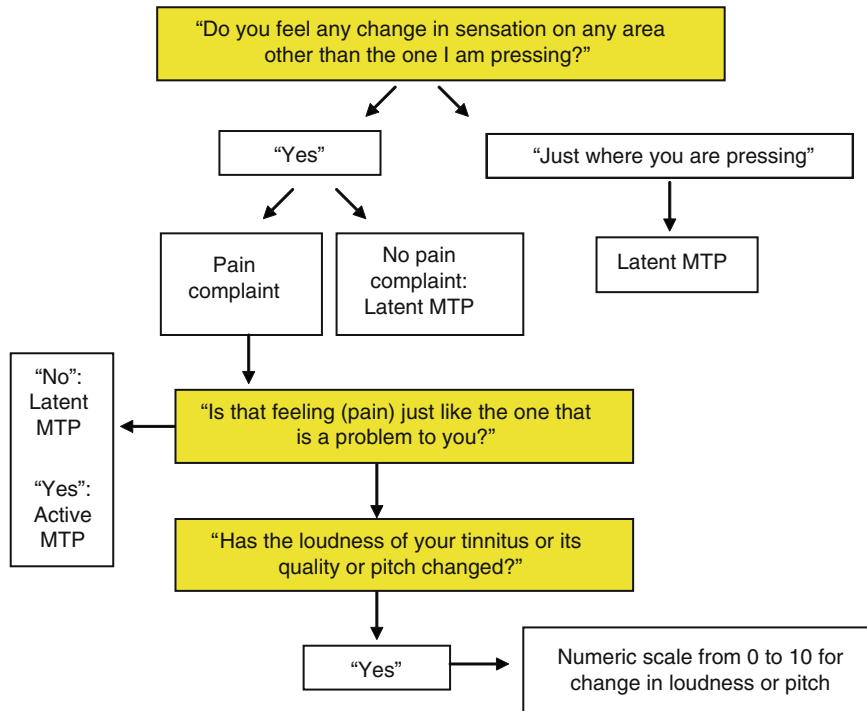 “Do you feel any change in sensation on any area
other than the one I am pressing?”
“Yes”
“Just where you are pressing”
Pain
complaint
No pain
complaint:
Latent MTP
Latent MTP
“No”:
Latent
MTP
“Yes”:
Active
MTP
“Is that feeling (pain) just like the one that
is a problem to you?”
“Has the loudness of your tinnitus or its
quality or pitch changed?”
“Yes”
Numeric scale from 0 to 10 for
change in loudness or pitch